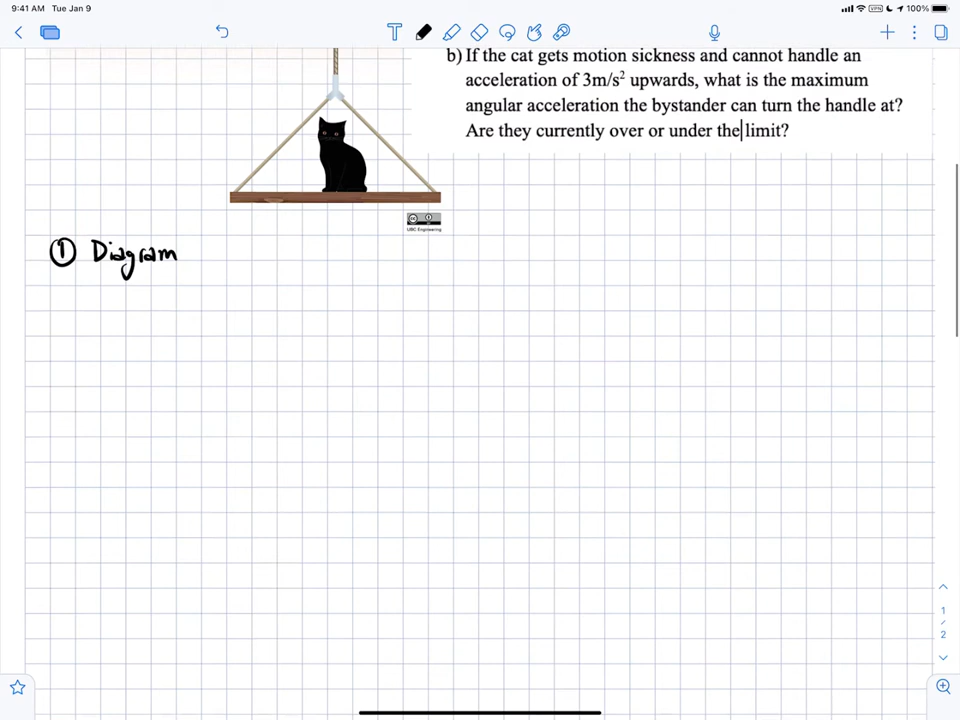 9:41 AM Tue Jan 9
VPN 100%
b) If the cat gets motion sickness and cannot handle an
acceleration of 3m/s² upwards, what is the maximum
angular acceleration the bystander can turn the handle at?
Are they currently over or under the limit?
UBC Engineering
① Diagram
1
/
2